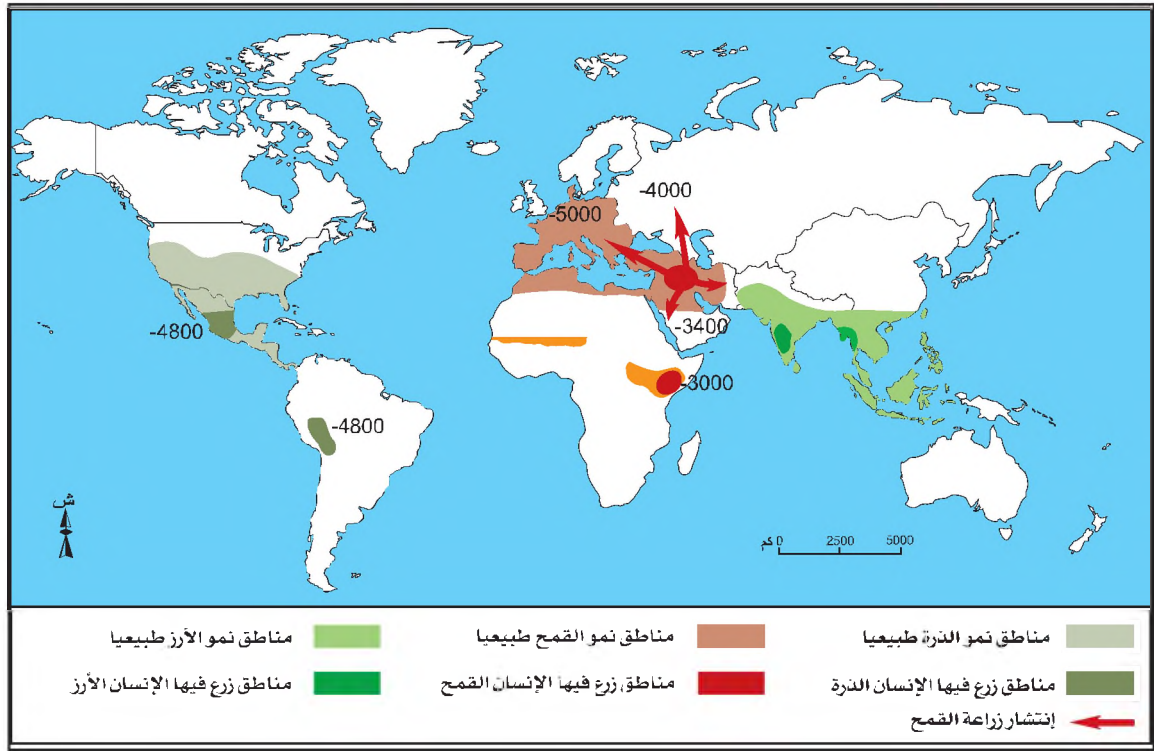 -4000
-5000
-4800
-3400
-3000
-4800
ش
كم 0 2500 5000
مناطق نمو الذرة طبيعيا
مناطق نمو القمح طبيعيا
مناطق نمو الأرز طبيعيا
مناطق زرع فيها الإنسان الذرة
مناطق زرع فيها الإنسان القمح
مناطق زرع فيها الإنسان الأرز
إنتشار زراعة القمح